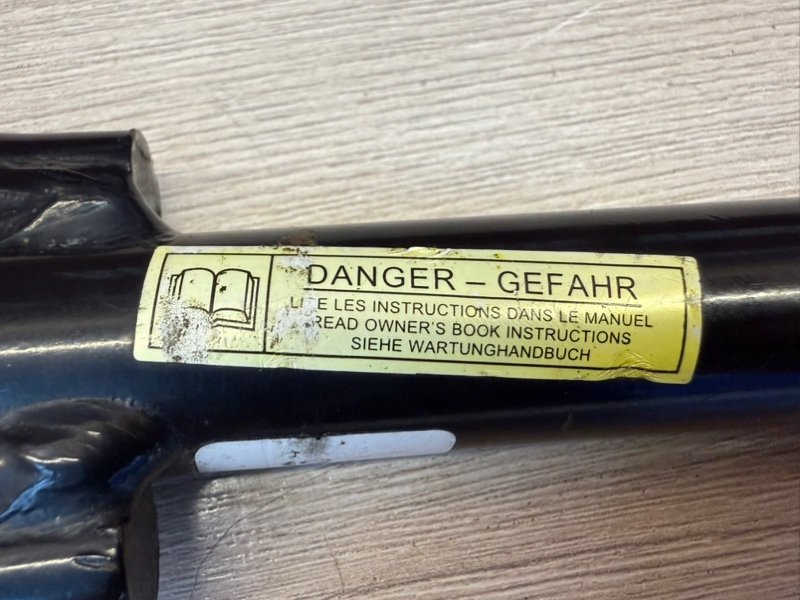 DANGER – GEFAHR
LES INSTRUCTIONS DANS LE MANUEL
READ OWNER'S BOOK INSTRUCTIONS
SIEHE WARTUNGHANDBUCH